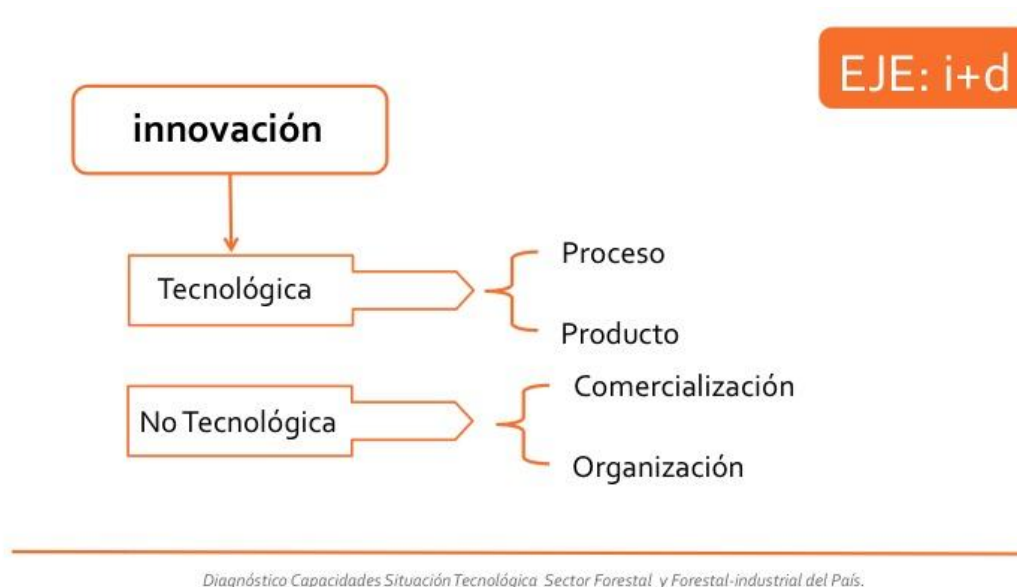 EJE: i+d
innovación
Tecnológica
Proceso
Producto
No Tecnológica
Comercialización
Organización
Diagnóstico Capacidades Situación Tecnológica Sector Forestal y Forestal-industrial del País.